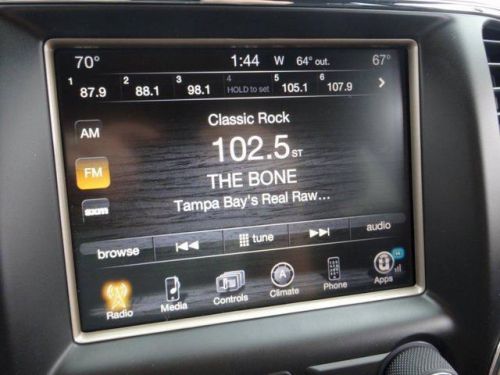 70° 1:44 W 64° out. 67°
1 87.9 2 88.1 3 98.1 4 HOLD to set 5 105.1 6 107.9
Classic Rock
AM
102.5 ST
FM
THE BONE
Tampa Bay's Real Raw...
sxm
browse tune audio
Radio Media Controls A Climate Phone Apps